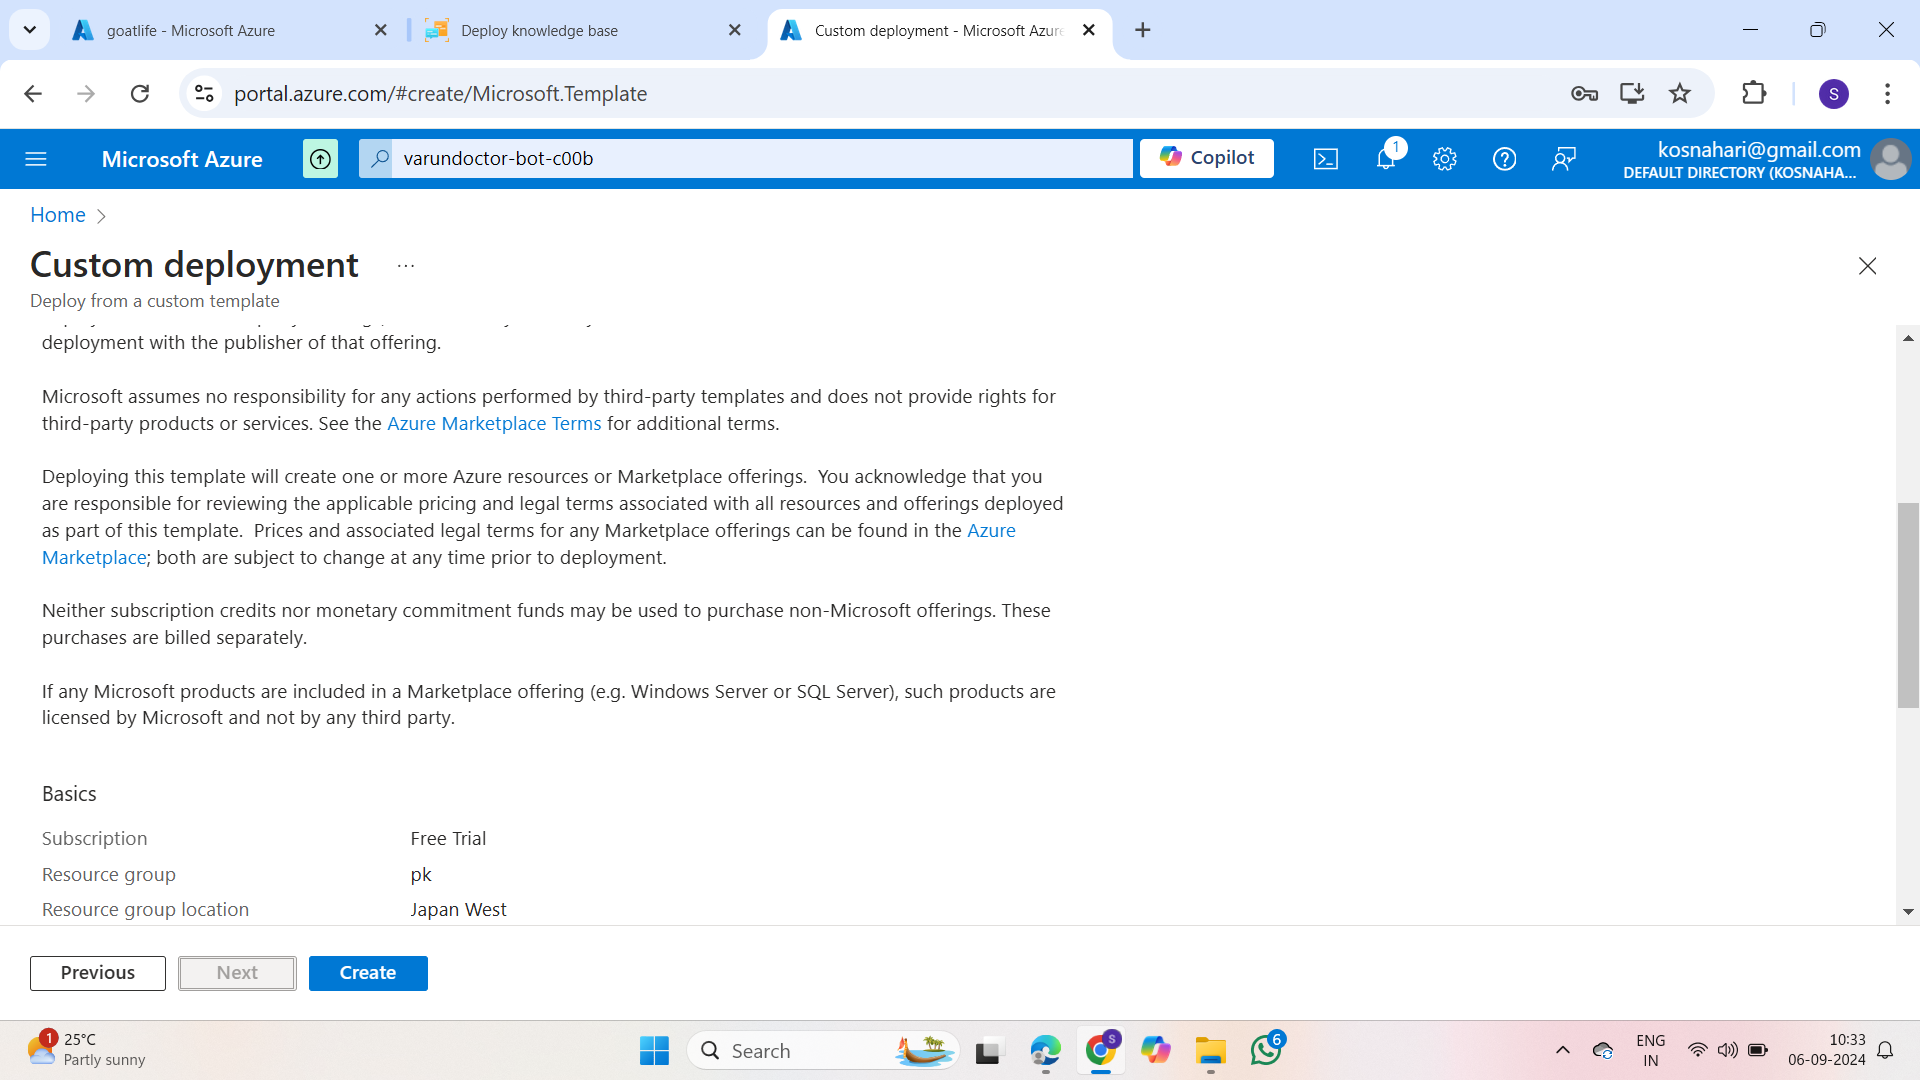 goatlife - Microsoft Azure
Deploy knowledge base
Custom deployment - Microsoft Azure
portal.azure.com/#create/Microsoft.Template
S
Microsoft Azure
varundoctor-bot-c00b
Copilot
1
kosnahari@gmail.com
DEFAULT DIRECTORY (KOSNAHA...
Home
Custom deployment
...
Deploy from a custom template
deployment with the publisher of that offering.
Microsoft assumes no responsibility for any actions performed by third-party templates and does not provide rights for
third-party products or services. See the Azure Marketplace Terms for additional terms.
Deploying this template will create one or more Azure resources or Marketplace offerings.  You acknowledge that you
are responsible for reviewing the applicable pricing and legal terms associated with all resources and offerings deployed
as part of this template.  Prices and associated legal terms for any Marketplace offerings can be found in the Azure
Marketplace; both are subject to change at any time prior to deployment.
Neither subscription credits nor monetary commitment funds may be used to purchase non-Microsoft offerings. These
purchases are billed separately.
If any Microsoft products are included in a Marketplace offering (e.g. Windows Server or SQL Server), such products are
licensed by Microsoft and not by any third party.
Basics
Subscription Free Trial
Resource group pk
Resource group location Japan West
Previous
Next
Create
1
25°C
Partly sunny
Search
S
6
ENG
IN
10:33
06-09-2024